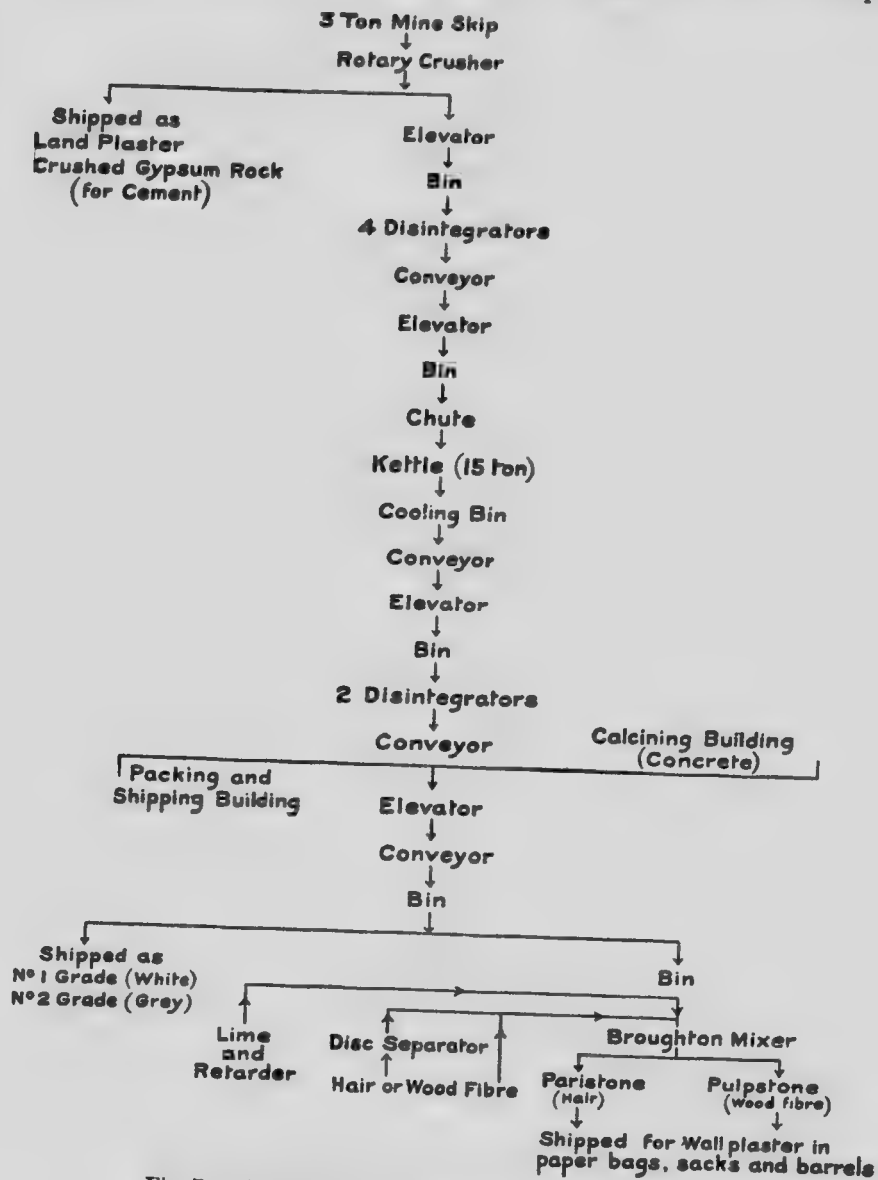 3 Ton Mine Skip
Rotary Crusher
Shipped as
Land Plaster
Crushed Gypsum Rock
(for Cement)
Elevator
Bin
4 Disintegrators
Conveyor
Elevator
Bin
Chute
Kettle (15 ton)
Cooling Bin
Conveyor
Elevator
Bin
2 Disintegrators
Conveyor
Calcining Building
(Concrete)
Packing and
Shipping Building
Elevator
Conveyor
Bin
Shipped as
Nº 1 Grade (White)
Nº 2 Grade (Grey)
Bin
Lime
and
Retarder
Disc Separator
Hair or Wood Fibre
Broughton Mixer
Paristone
(Hair)
Pulpstone
(Wood fibre)
Shipped for Wall plaster in
paper bags, sacks and barrels